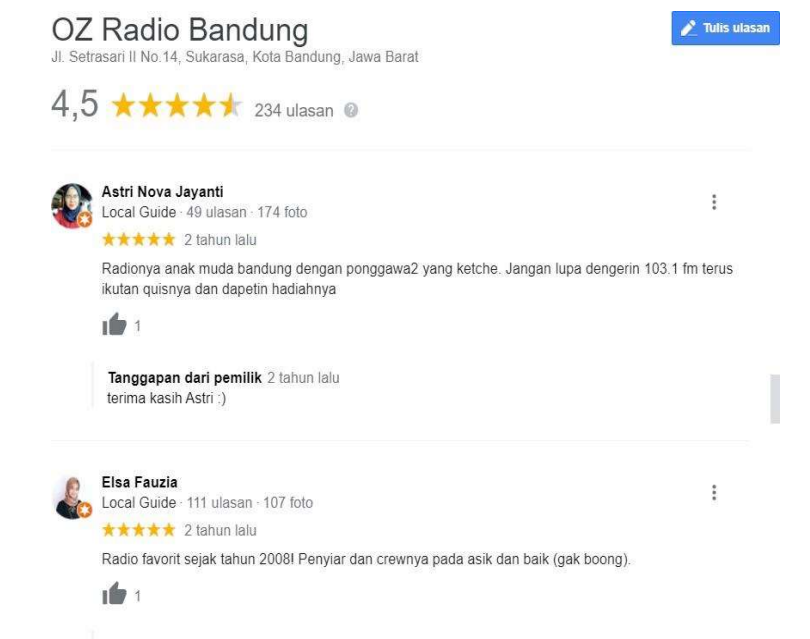 OZ Radio Bandung
Tulis ulasan
Jl. Setrasari II No.14, Sukarasa, Kota Bandung, Jawa Barat
4,5 234 ulasan ?
Astri Nova Jayanti
Local Guide · 49 ulasan · 174 foto
2 tahun lalu
Radionya anak muda bandung dengan ponggawa2 yang ketche. Jangan lupa dengerin 103.1 fm terus
ikutan quisnya dan dapetin hadiahnya
1
Tanggapan dari pemilik 2 tahun lalu
terima kasih Astri :)
Elsa Fauzia
Local Guide · 111 ulasan · 107 foto
2 tahun lalu
Radio favorit sejak tahun 2008! Penyiar dan crewnya pada asik dan baik (gak boong).
1